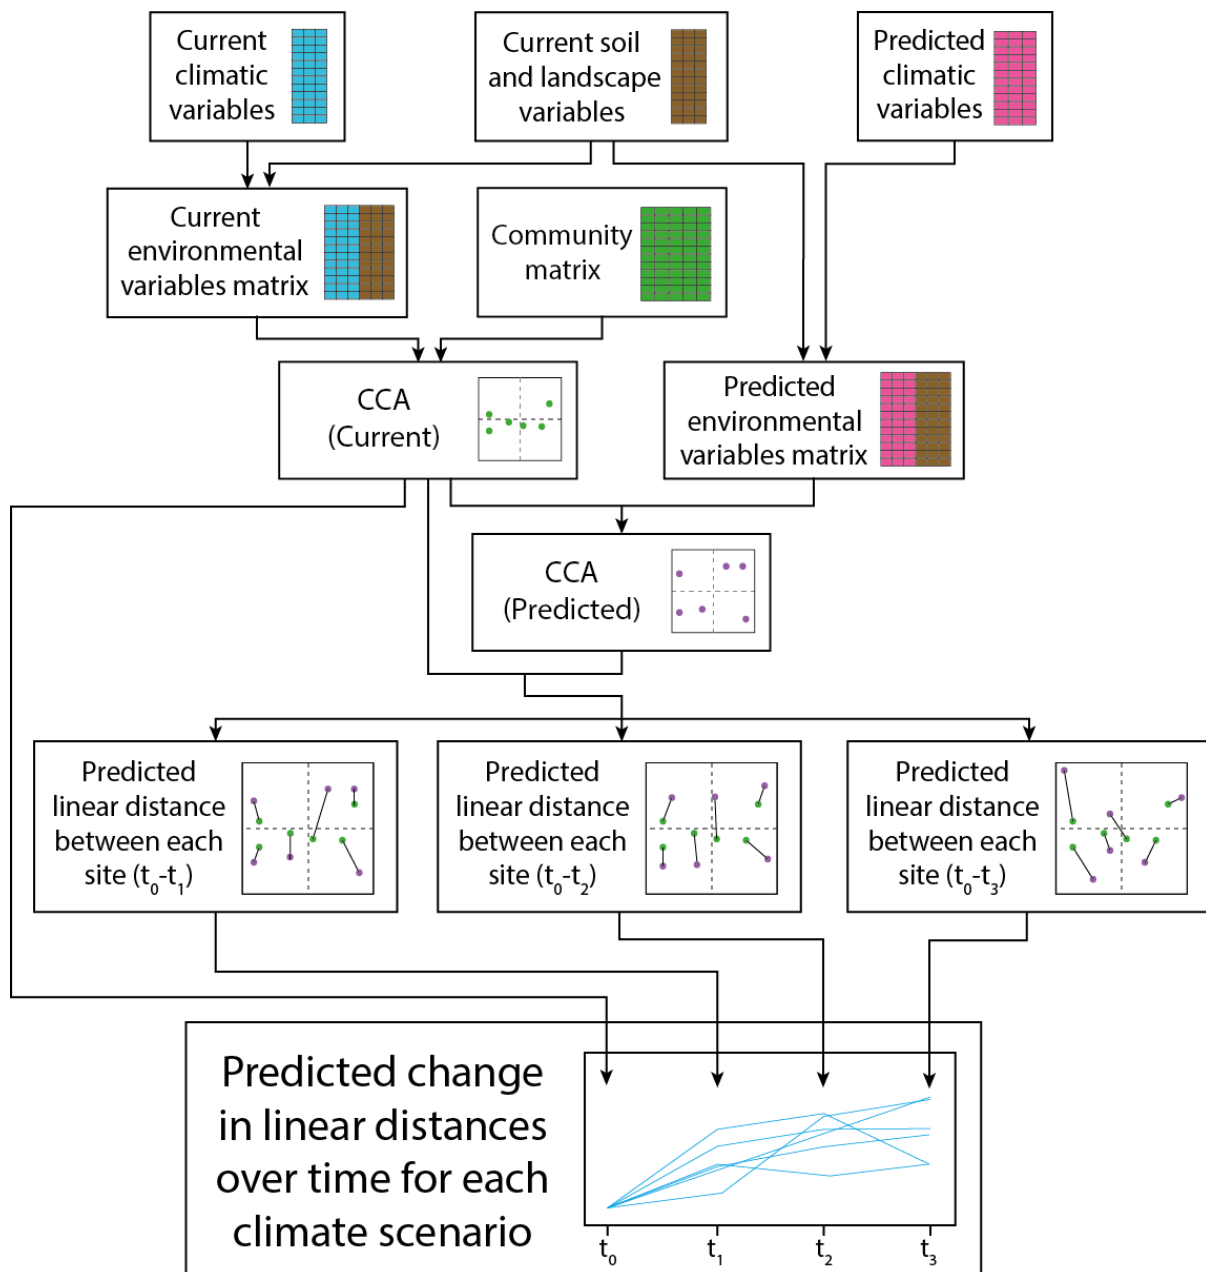 Current
climatic
variables
Current soil
and landscape
variables
Predicted
climatic
variables
Current
environmental
variables matrix
Community
matrix
CCA
(Current)
Predicted
environmental
variables matrix
CCA
(Predicted)
Predicted
linear distance
between each
site (t₀-t₁)
Predicted
linear distance
between each
site (t₀-t₂)
Predicted
linear distance
between each
site (t₀-t₃)
Predicted change
in linear distances
over time for each
climate scenario
t₀ t₁ t₂ t₃